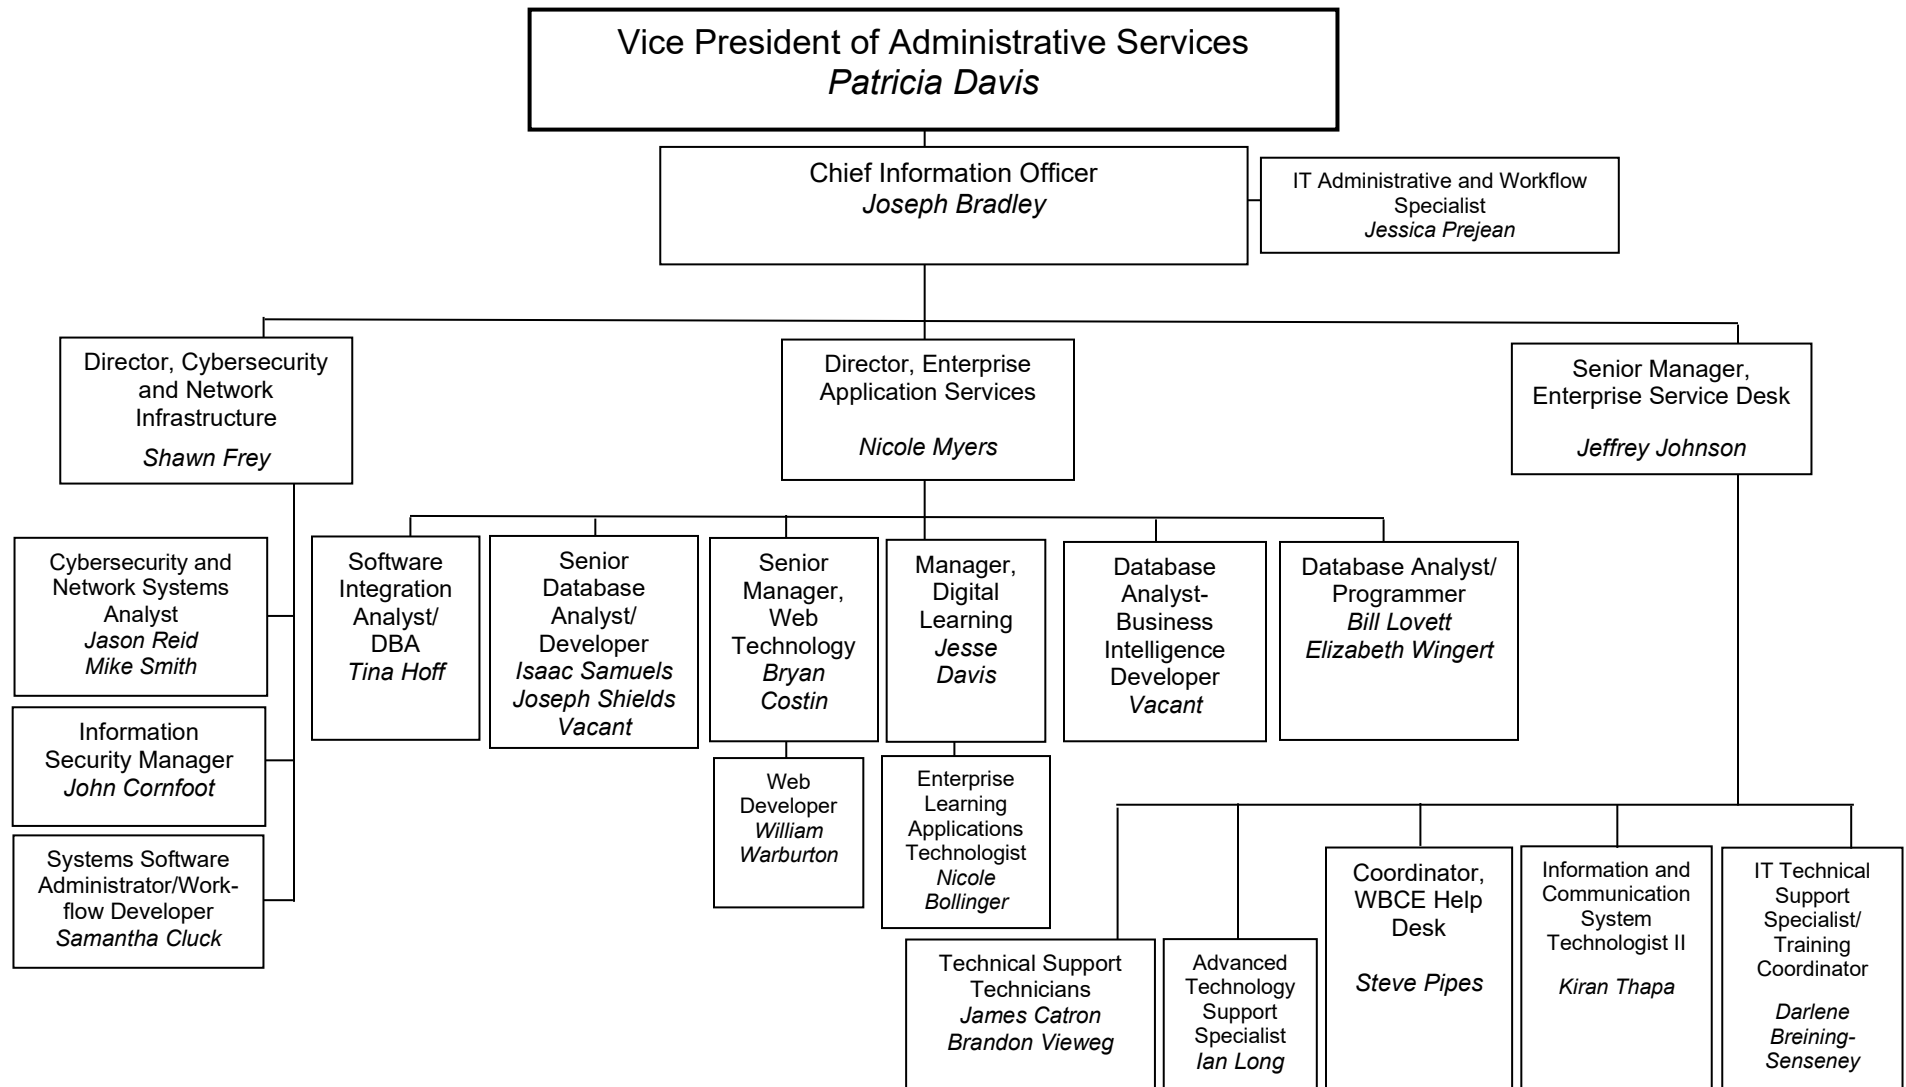 Vice President of Administrative Services
Patricia Davis
Chief Information Officer
Joseph Bradley
IT Administrative and Workflow
Specialist
Jessica Prejean
Director, Cybersecurity
and Network
Infrastructure
Shawn Frey
Director, Enterprise
Application Services
Nicole Myers
Senior Manager,
Enterprise Service Desk
Jeffrey Johnson
Cybersecurity and
Network Systems
Analyst
Jason Reid
Mike Smith
Information
Security Manager
John Cornfoot
Systems Software
Administrator/Work-
flow Developer
Samantha Cluck
Software
Integration
Analyst/
DBA
Tina Hoff
Senior
Database
Analyst/
Developer
Isaac Samuels
Joseph Shields
Vacant
Senior
Manager,
Web
Technology
Bryan
Costin
Manager,
Digital
Learning
Jesse
Davis
Database
Analyst-
Business
Intelligence
Developer
Vacant
Database Analyst/
Programmer
Bill Lovett
Elizabeth Wingert
Web
Developer
William
Warburton
Enterprise
Learning
Applications
Technologist
Nicole
Bollinger
Technical Support
Technicians
James Catron
Brandon Vieweg
Advanced
Technology
Support
Specialist
Ian Long
Coordinator,
WBCE Help
Desk
Steve Pipes
Information and
Communication
System
Technologist II
Kiran Thapa
IT Technical
Support
Specialist/
Training
Coordinator
Darlene
Breining-
Senseney